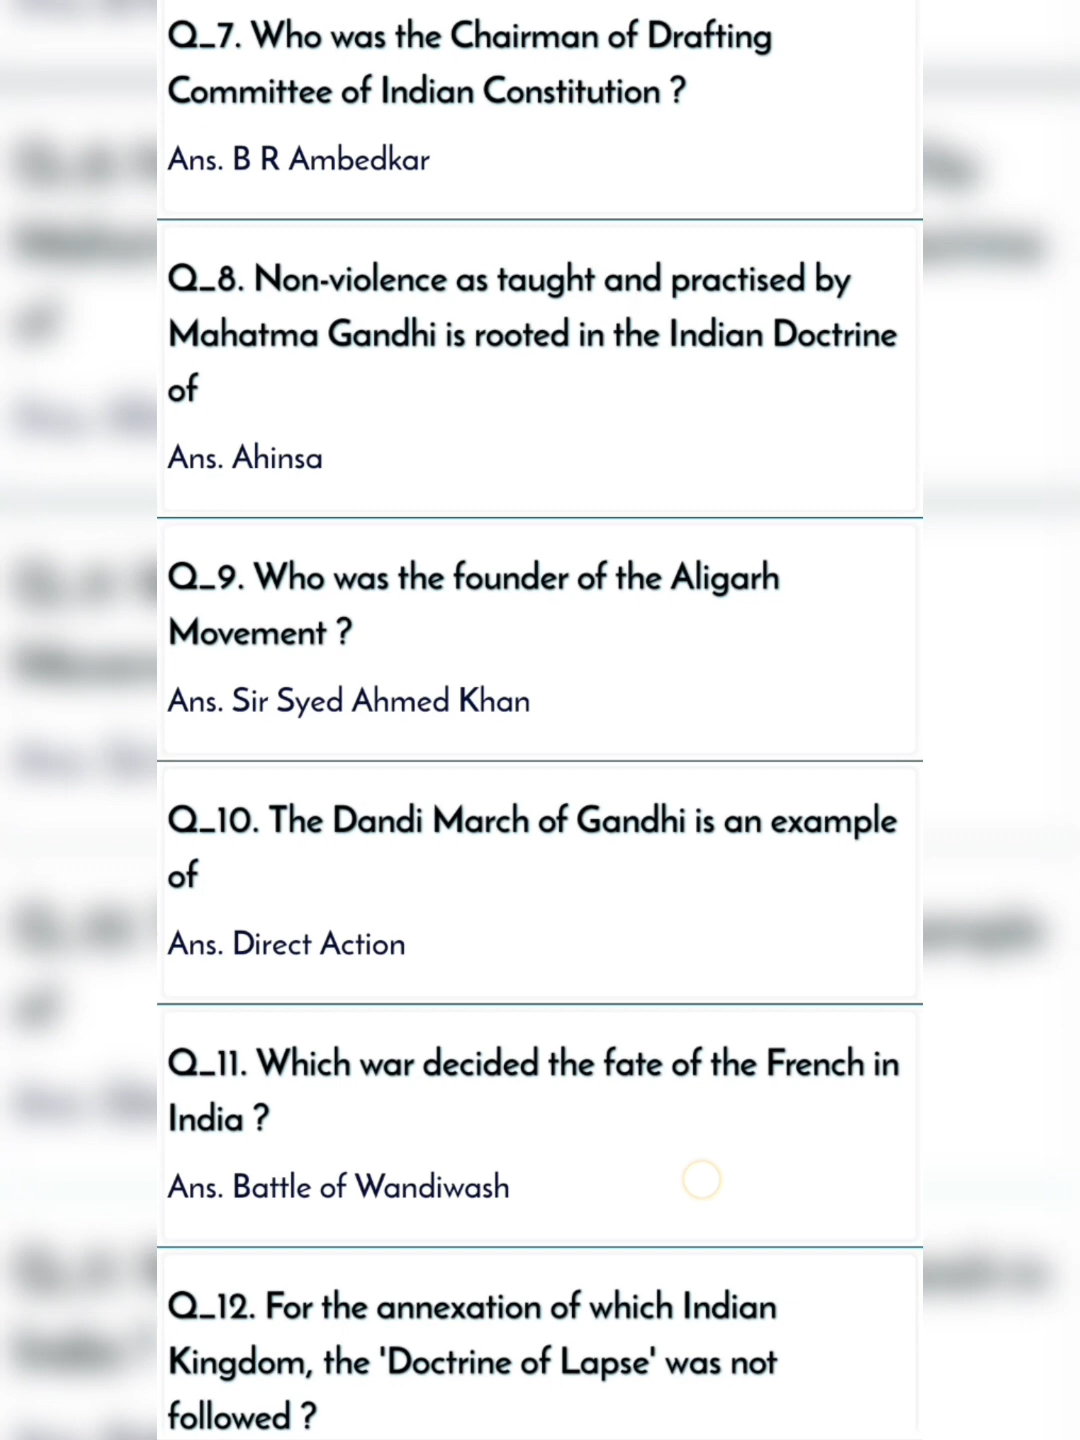 Q_7. Who was the Chairman of Drafting
Committee of Indian Constitution ?
Ans. B R Ambedkar
Q_8. Non-violence as taught and practised by
Mahatma Gandhi is rooted in the Indian Doctrine
of
Ans. Ahinsa
Q_9. Who was the founder of the Aligarh
Movement ?
Ans. Sir Syed Ahmed Khan
Q_10. The Dandi March of Gandhi is an example
of
Ans. Direct Action
Q_11. Which war decided the fate of the French in
India ?
Ans. Battle of Wandiwash
Q_12. For the annexation of which Indian
Kingdom, the 'Doctrine of Lapse' was not
followed ?